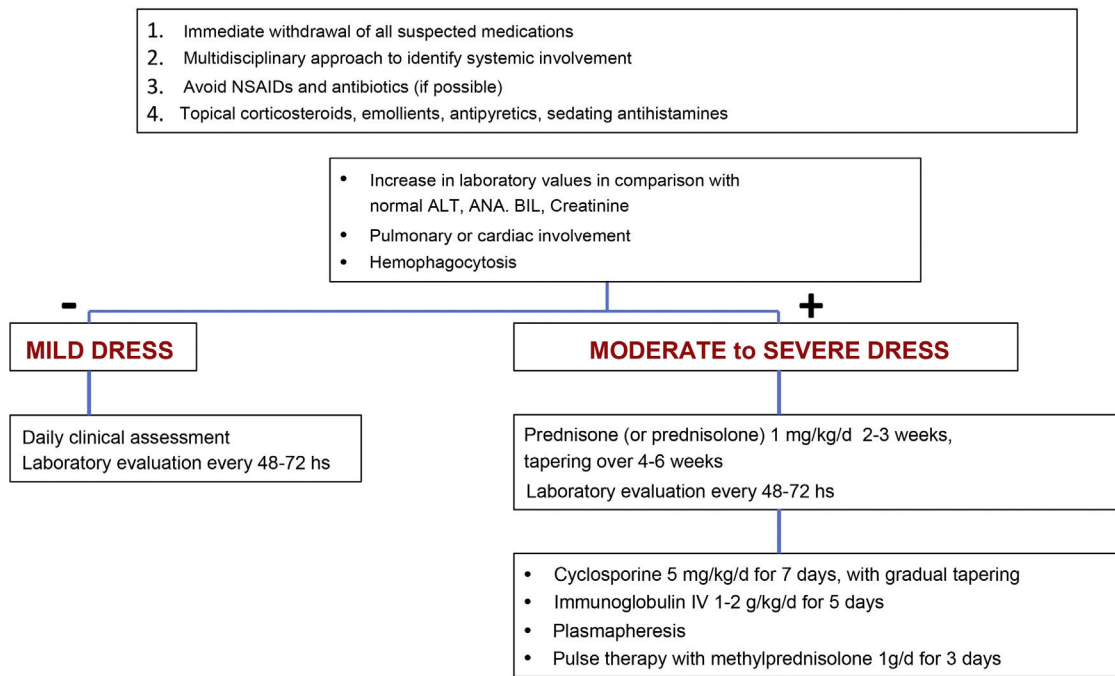 1. Immediate withdrawal of all suspected medications
2. Multidisciplinary approach to identify systemic involvement
3. Avoid NSAIDs and antibiotics (if possible)
4. Topical corticosteroids, emollients, antipyretics, sedating antihistamines
• Increase in laboratory values in comparison with
normal ALT, ANA. BIL, Creatinine
• Pulmonary or cardiac involvement
• Hemophagocytosis
- +
MILD DRESS
MODERATE to SEVERE DRESS
Daily clinical assessment
Laboratory evaluation every 48-72 hs
Prednisone (or prednisolone) 1 mg/kg/d 2-3 weeks,
tapering over 4-6 weeks
Laboratory evaluation every 48-72 hs
• Cyclosporine 5 mg/kg/d for 7 days, with gradual tapering
• Immunoglobulin IV 1-2 g/kg/d for 5 days
• Plasmapheresis
• Pulse therapy with methylprednisolone 1g/d for 3 days